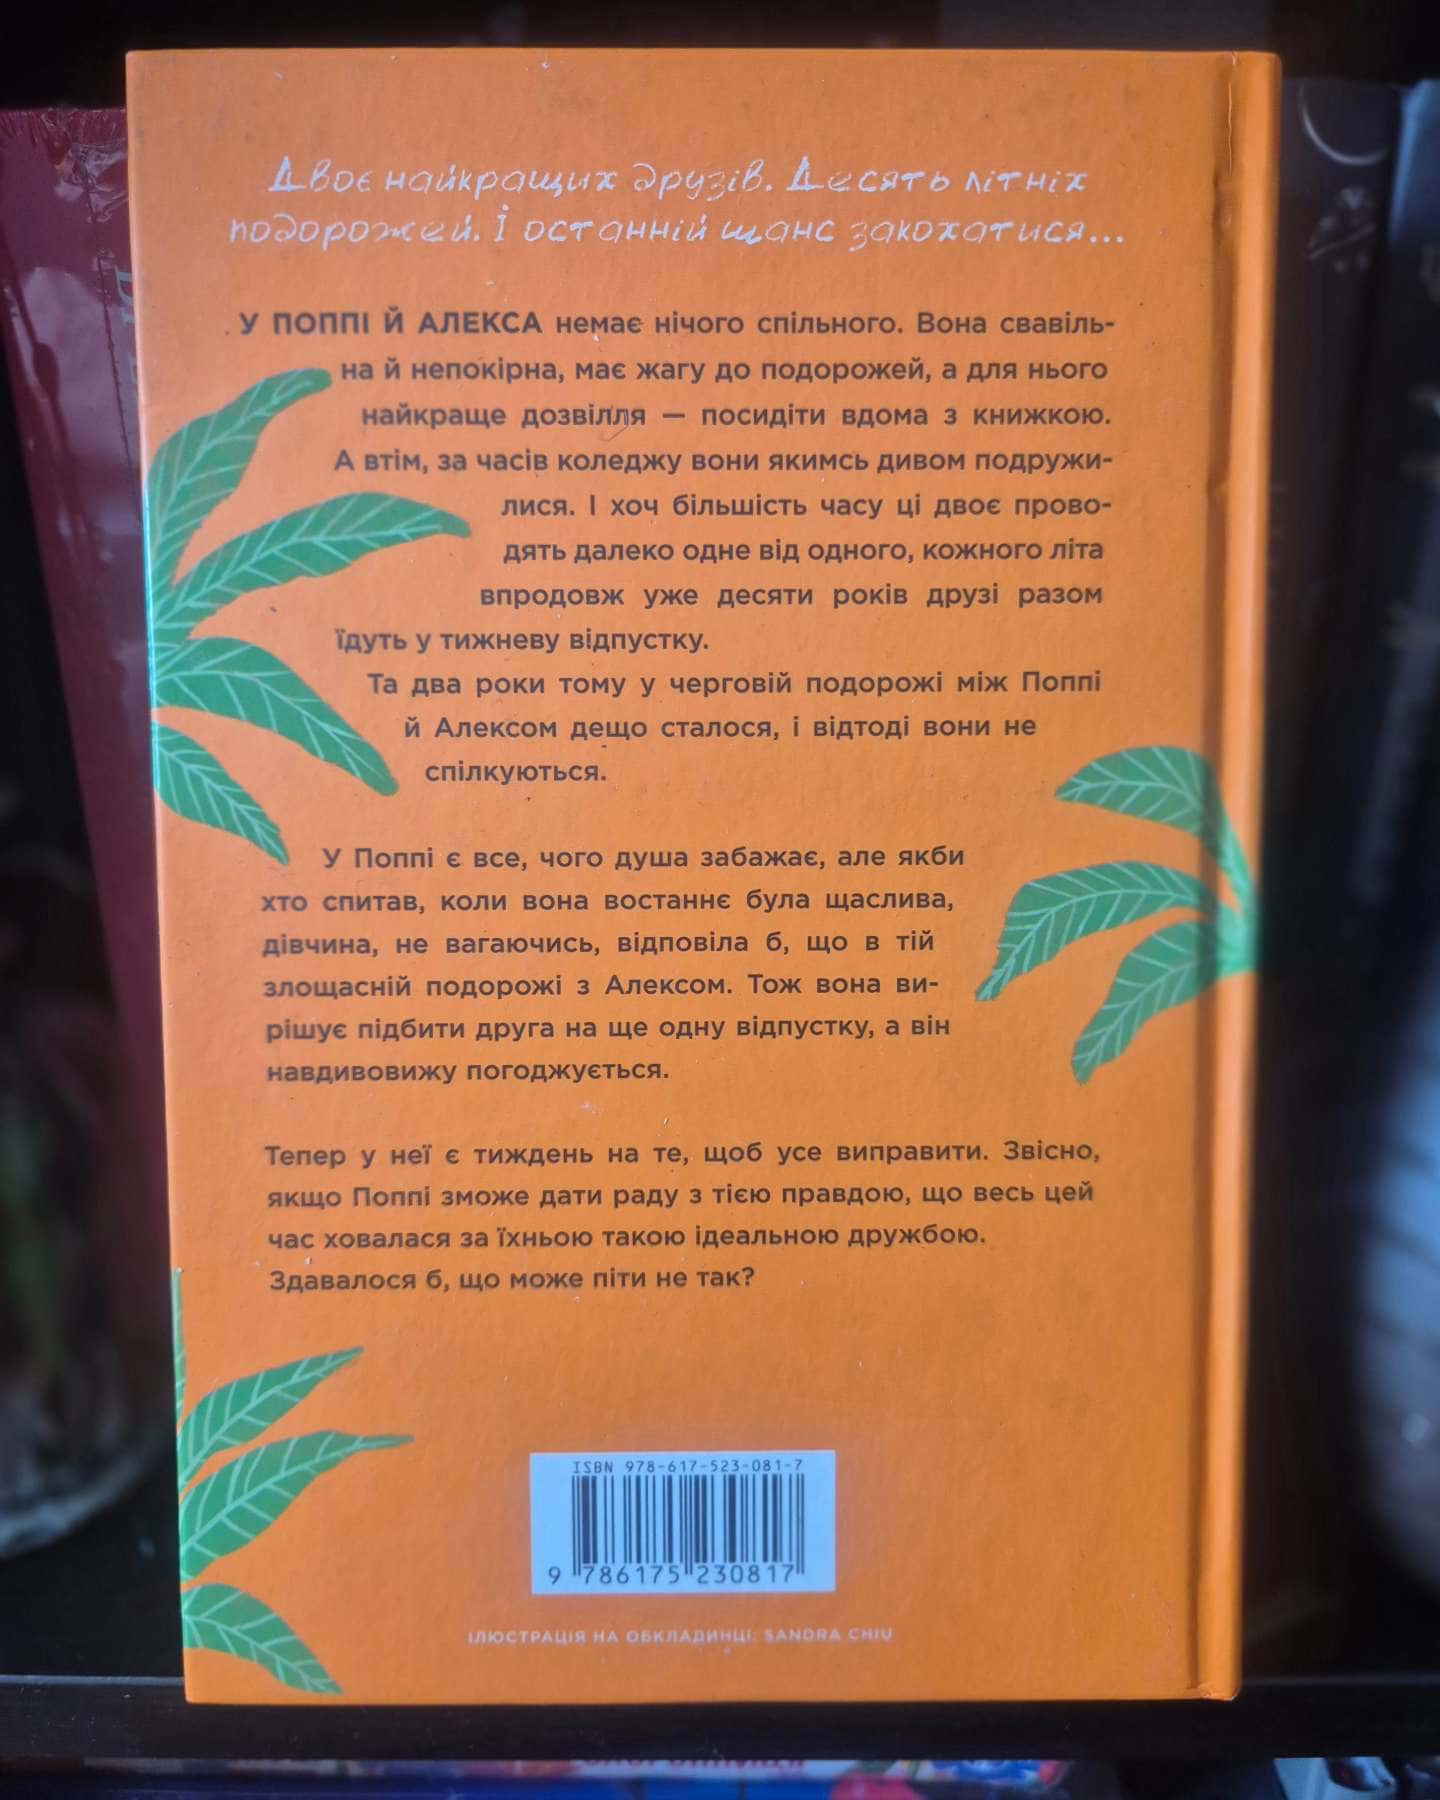 Двоє найкращих друзів. Десять літніх
подорожей. І останній шанс закохатися...
У ПОППІ Й АЛЕКСА немає нічого спільного. Вона свавіль-
на й непокірна, має жагу до подорожей, а для нього
найкраще дозвілля — посидіти вдома з книжкою.
А втім, за часів коледжу вони якимсь дивом подружи-
лися. І хоч більшість часу ці двоє прово-
дять далеко одне від одного, кожного літа
впродовж уже десяти років друзі разом
їдуть у тижневу відпустку.
Та два роки тому у черговій подорожі між Поппі
й Алексом дещо сталося, і відтоді вони не
спілкуються.
У Поппі є все, чого душа забажає, але якби
хто спитав, коли вона востаннє була щаслива,
дівчина, не вагаючись, відповіла б, що в тій
злощасній подорожі з Алексом. Тож вона ви-
рішує підбити друга на ще одну відпустку, а він
навдивовижу погоджується.
Тепер у неї є тиждень на те, щоб усе виправити. Звісно,
якщо Поппі зможе дати раду з тією правдою, що весь цей
час ховалася за їхньою такою ідеальною дружбою.
Здавалося б, що може піти не так?
ISBN 978-617-523-081-7
9 786175 230817
ІЛЮСТРАЦІЯ НА ОБКЛАДИНЦІ: SANDRA CHIU